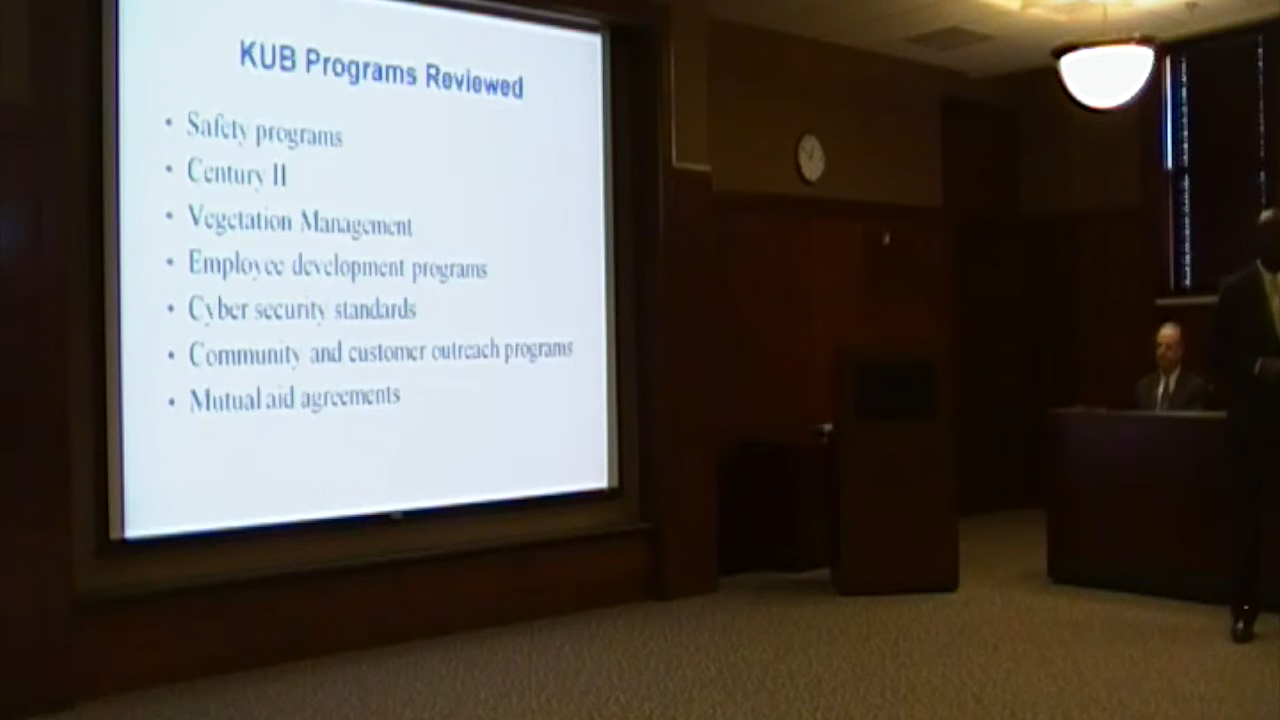 KUB Programs Reviewed
• Safety programs
• Century II
• Vegetation Management
• Employee development programs
• Cyber security standards
• Community and customer outreach programs
• Mutual aid agreements